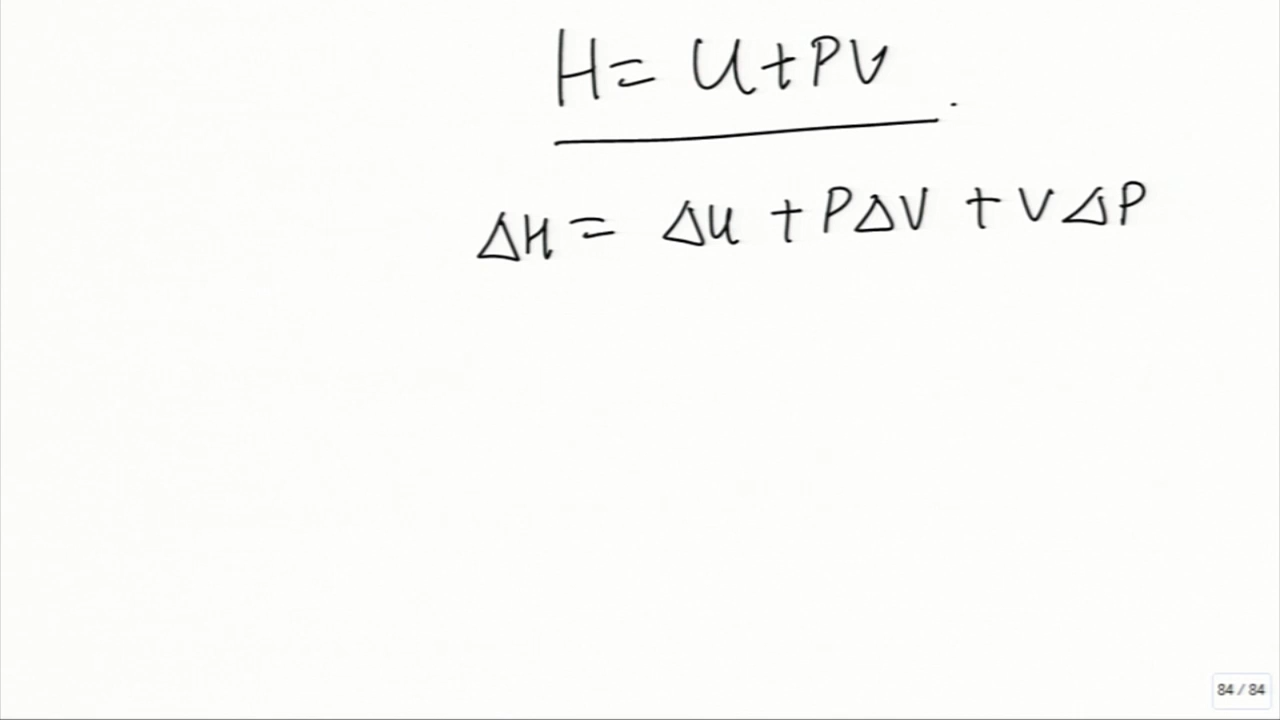 H = U + PV
ΔH = ΔU + PΔV + VΔP
84 / 84